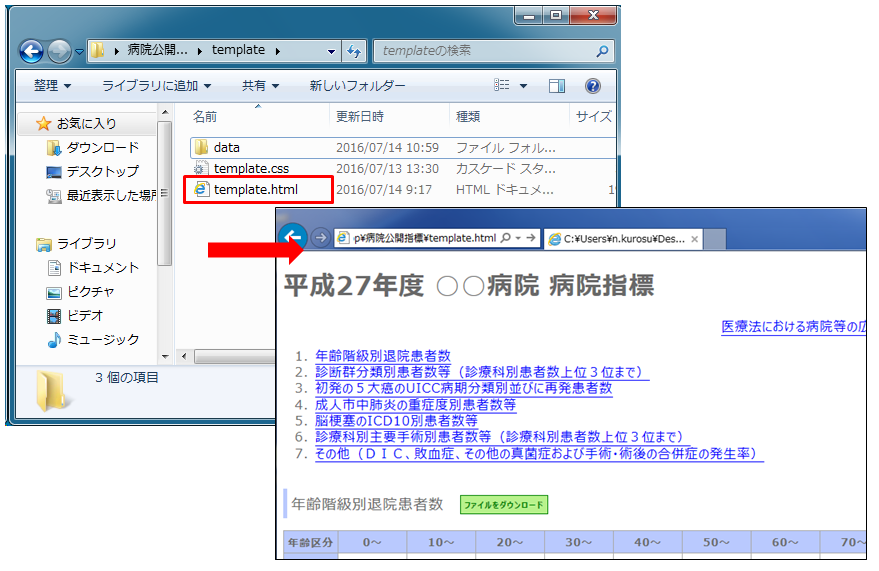 病院公開... template
templateの検索
整理 ライブラリに追加 共有 新しいフォルダー
名前 更新日時 種類 サイズ
お気に入り
ダウンロード
デスクトップ
最近表示した場所
ライブラリ
ドキュメント
ピクチャ
ビデオ
ミュージック
data 2016/07/14 10:59 ファイル フォル...
template.css 2016/07/13 13:30 カスケード スタ...
template.html 2016/07/14 9:17 HTML ドキュメ...
3 個の項目
p¥病院公開指標¥template.html
C:¥Users¥n.kurosu¥Des...
平成27年度 〇〇病院 病院指標
医療法における病院等の広
1. 年齢階級別退院患者数
2. 診断群分類別患者数等（診療科別患者数上位３位まで）
3. 初発の５大癌のUICC病期分類別並びに再発患者数
4. 成人市中肺炎の重症度別患者数等
5. 脳梗塞のICD10別患者数等
6. 診療科別主要手術別患者数等（診療科別患者数上位３位まで）
7. その他（ＤＩＣ、敗血症、その他の真菌症および手術・術後の合併症の発生率）
年齢階級別退院患者数 ファイルをダウンロード
年齢区分 0～ 10～ 20～ 30～ 40～ 50～ 60～ 70～